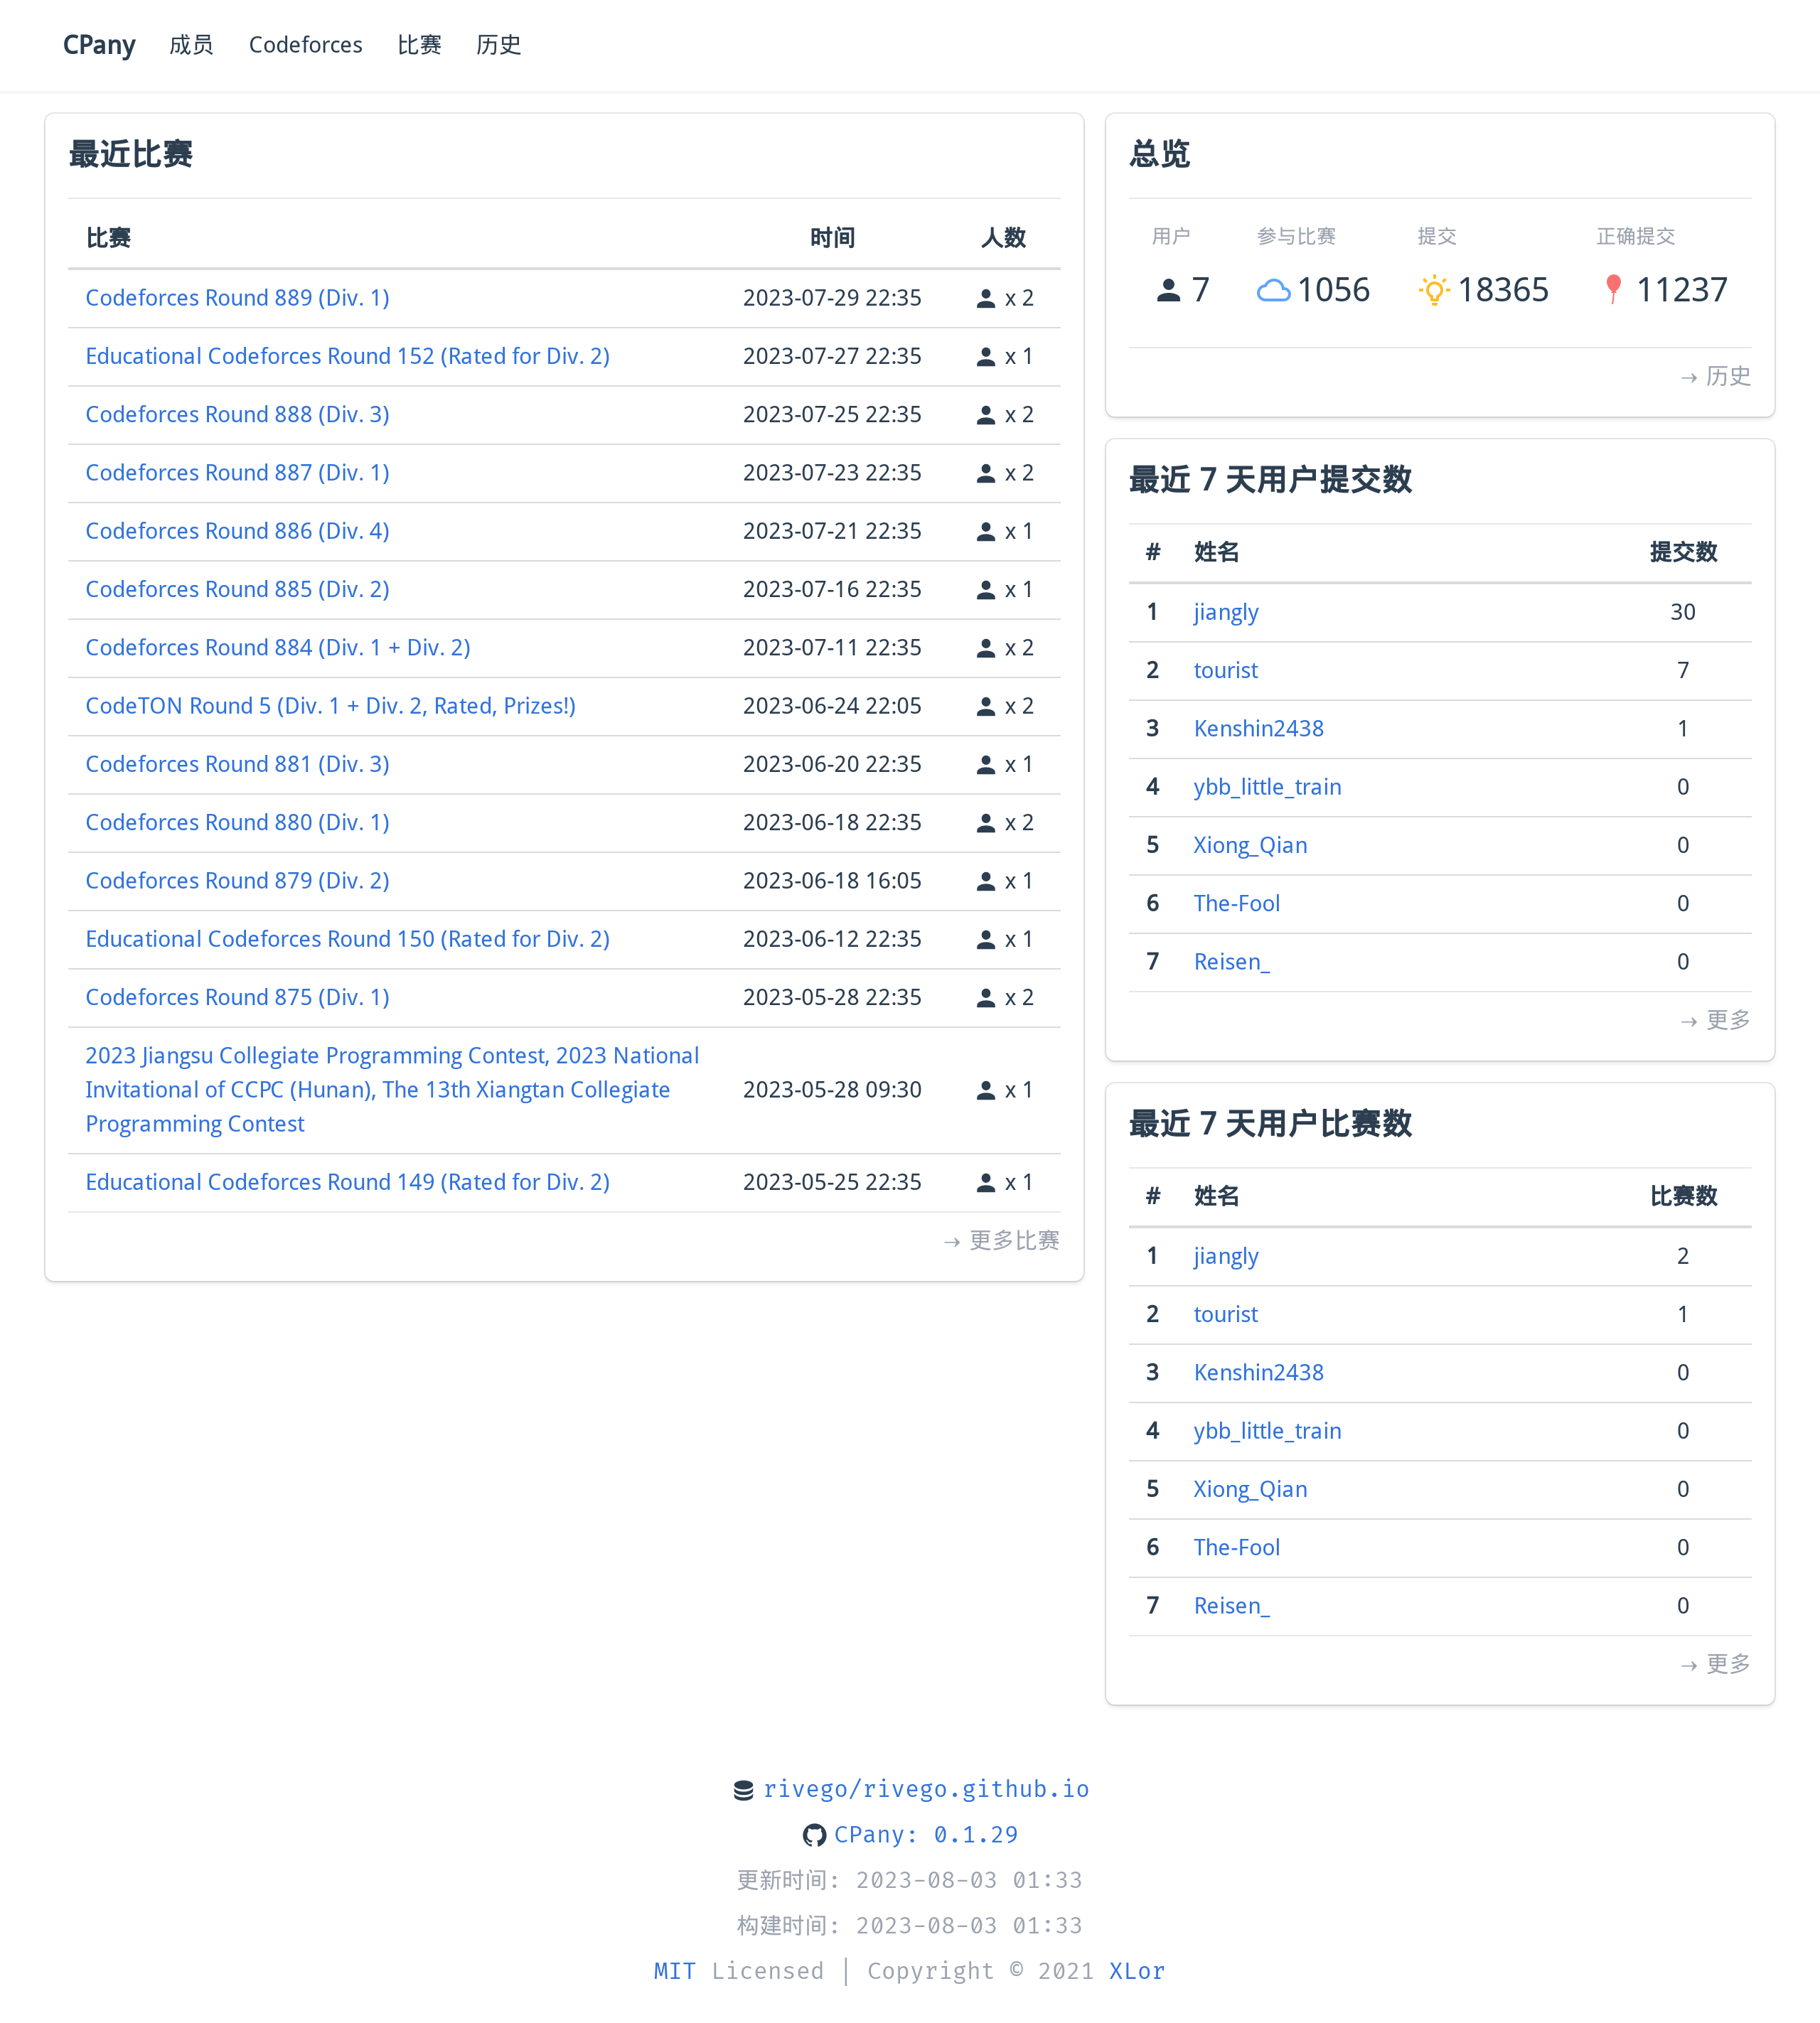 CPany 成员 Codeforces 比赛 历史
最近比赛
比赛 时间 人数
Codeforces Round 889 (Div. 1) 2023-07-29 22:35 x 2
Educational Codeforces Round 152 (Rated for Div. 2) 2023-07-27 22:35 x 1
Codeforces Round 888 (Div. 3) 2023-07-25 22:35 x 2
Codeforces Round 887 (Div. 1) 2023-07-23 22:35 x 2
Codeforces Round 886 (Div. 4) 2023-07-21 22:35 x 1
Codeforces Round 885 (Div. 2) 2023-07-16 22:35 x 1
Codeforces Round 884 (Div. 1 + Div. 2) 2023-07-11 22:35 x 2
CodeTON Round 5 (Div. 1 + Div. 2, Rated, Prizes!) 2023-06-24 22:05 x 2
Codeforces Round 881 (Div. 3) 2023-06-20 22:35 x 1
Codeforces Round 880 (Div. 1) 2023-06-18 22:35 x 2
Codeforces Round 879 (Div. 2) 2023-06-18 16:05 x 1
Educational Codeforces Round 150 (Rated for Div. 2) 2023-06-12 22:35 x 1
Codeforces Round 875 (Div. 1) 2023-05-28 22:35 x 2
2023 Jiangsu Collegiate Programming Contest, 2023 National
Invitational of CCPC (Hunan), The 13th Xiangtan Collegiate
Programming Contest
2023-05-28 09:30 x 1
Educational Codeforces Round 149 (Rated for Div. 2) 2023-05-25 22:35 x 1
→ 更多比赛
总览
用户 参与比赛 提交 正确提交
7 1056 18365 11237
→ 历史
最近 7 天用户提交数
# 姓名 提交数
1 jiangly 30
2 tourist 7
3 Kenshin2438 1
4 ybb_little_train 0
5 Xiong_Qian 0
6 The-Fool 0
7 Reisen_ 0
→ 更多
最近 7 天用户比赛数
# 姓名 比赛数
1 jiangly 2
2 tourist 1
3 Kenshin2438 0
4 ybb_little_train 0
5 Xiong_Qian 0
6 The-Fool 0
7 Reisen_ 0
→ 更多
rivego/rivego.github.io
CPany: 0.1.29
更新时间: 2023-08-03 01:33
构建时间: 2023-08-03 01:33
MIT Licensed | Copyright © 2021 XLor